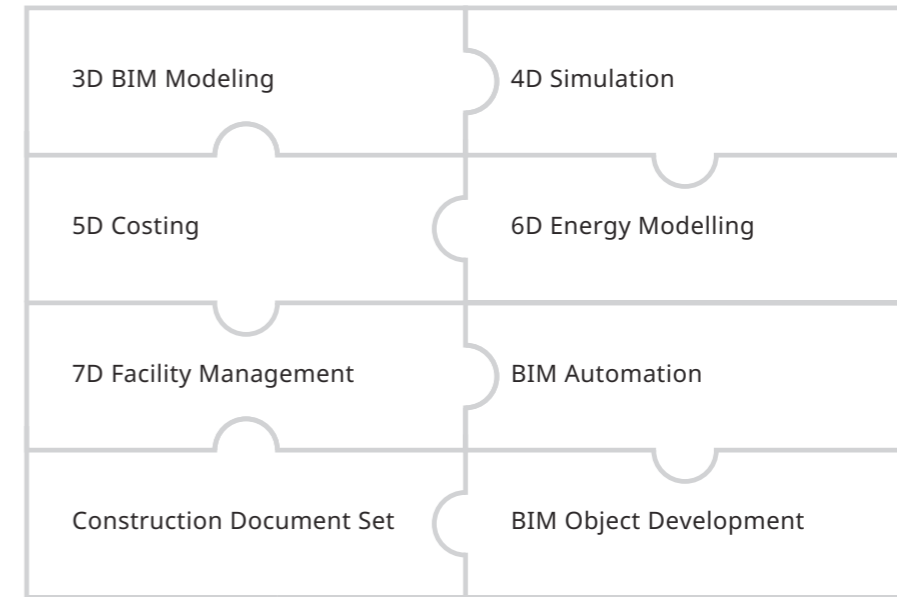 3D BIM Modeling
4D Simulation
5D Costing
6D Energy Modelling
7D Facility Management
BIM Automation
Construction Document Set
BIM Object Development